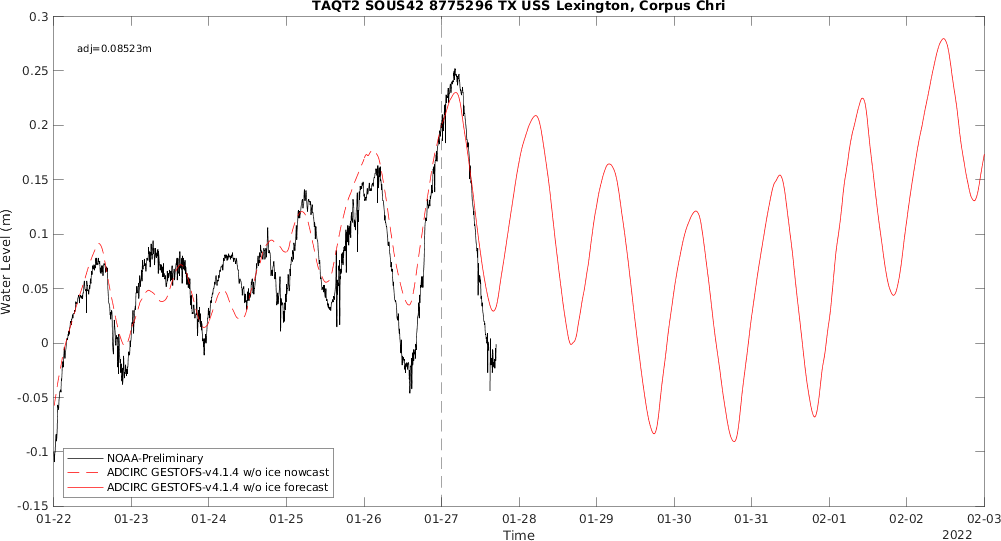 TAQT2 SOUS42 8775296 TX USS Lexington, Corpus Chri
adj=0.08523m
0.3
0.25
0.2
0.15
0.1
0.05
0
-0.05
-0.1
-0.15
Water Level (m)
NOAA-Preliminary
ADCIRC GESTOFS-v4.1.4 w/o ice nowcast
ADCIRC GESTOFS-v4.1.4 w/o ice forecast
01-22 01-23 01-24 01-25 01-26 01-27 01-28 01-29 01-30 01-31 02-01 02-02 02-03
Time
2022